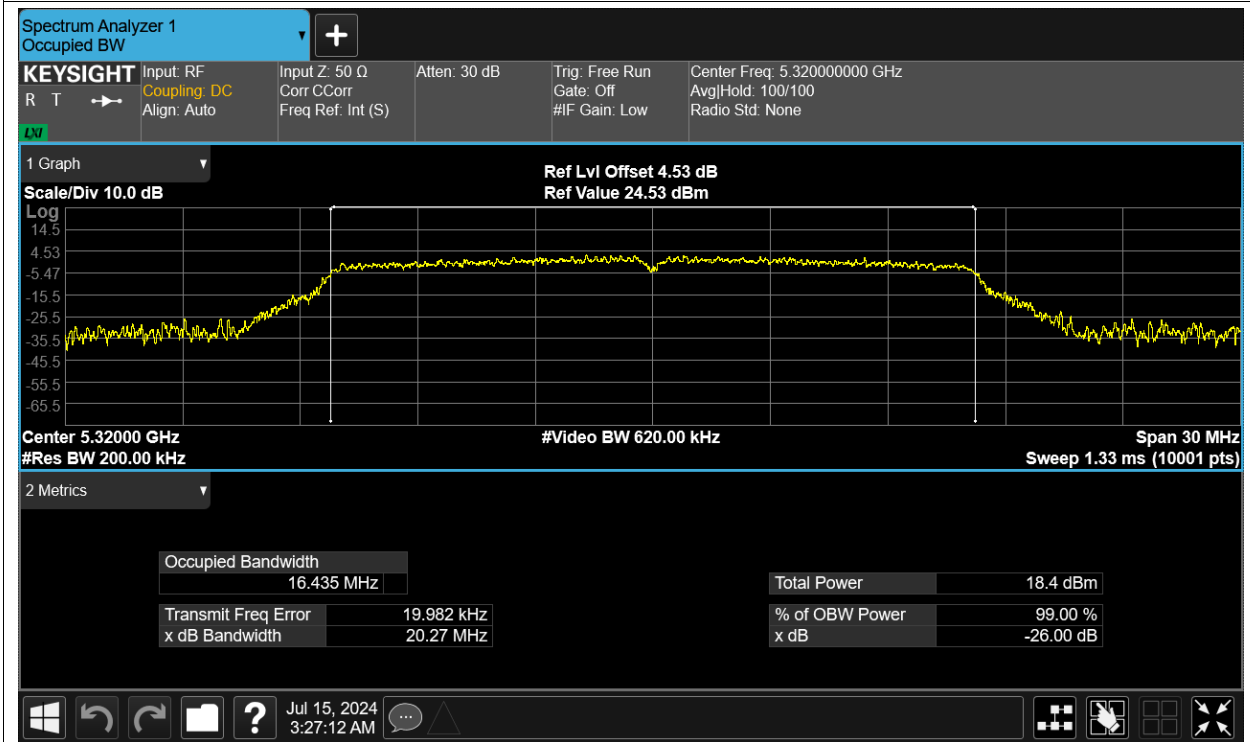 Spectrum Analyzer 1
Occupied BW
KEYSIGHT
R T
LXI
Input: RF
Coupling: DC
Align: Auto
Input Z: 50 Ω
Corr CCorr
Freq Ref: Int (S)
Atten: 30 dB
Trig: Free Run
Gate: Off
#IF Gain: Low
Center Freq: 5.320000000 GHz
Avg|Hold: 100/100
Radio Std: None
1 Graph
Scale/Div 10.0 dB
Ref Lvl Offset 4.53 dB
Ref Value 24.53 dBm
Log
14.5
4.53
-5.47
-15.5
-25.5
-35.5
-45.5
-55.5
-65.5
Center 5.32000 GHz
#Video BW 620.00 kHz
Span 30 MHz
#Res BW 200.00 kHz
Sweep 1.33 ms (10001 pts)
2 Metrics
Occupied Bandwidth
16.435 MHz
Total Power 18.4 dBm
Transmit Freq Error 19.982 kHz
% of OBW Power 99.00 %
x dB Bandwidth 20.27 MHz
x dB -26.00 dB
?
Jul 15, 2024
3:27:12 AM